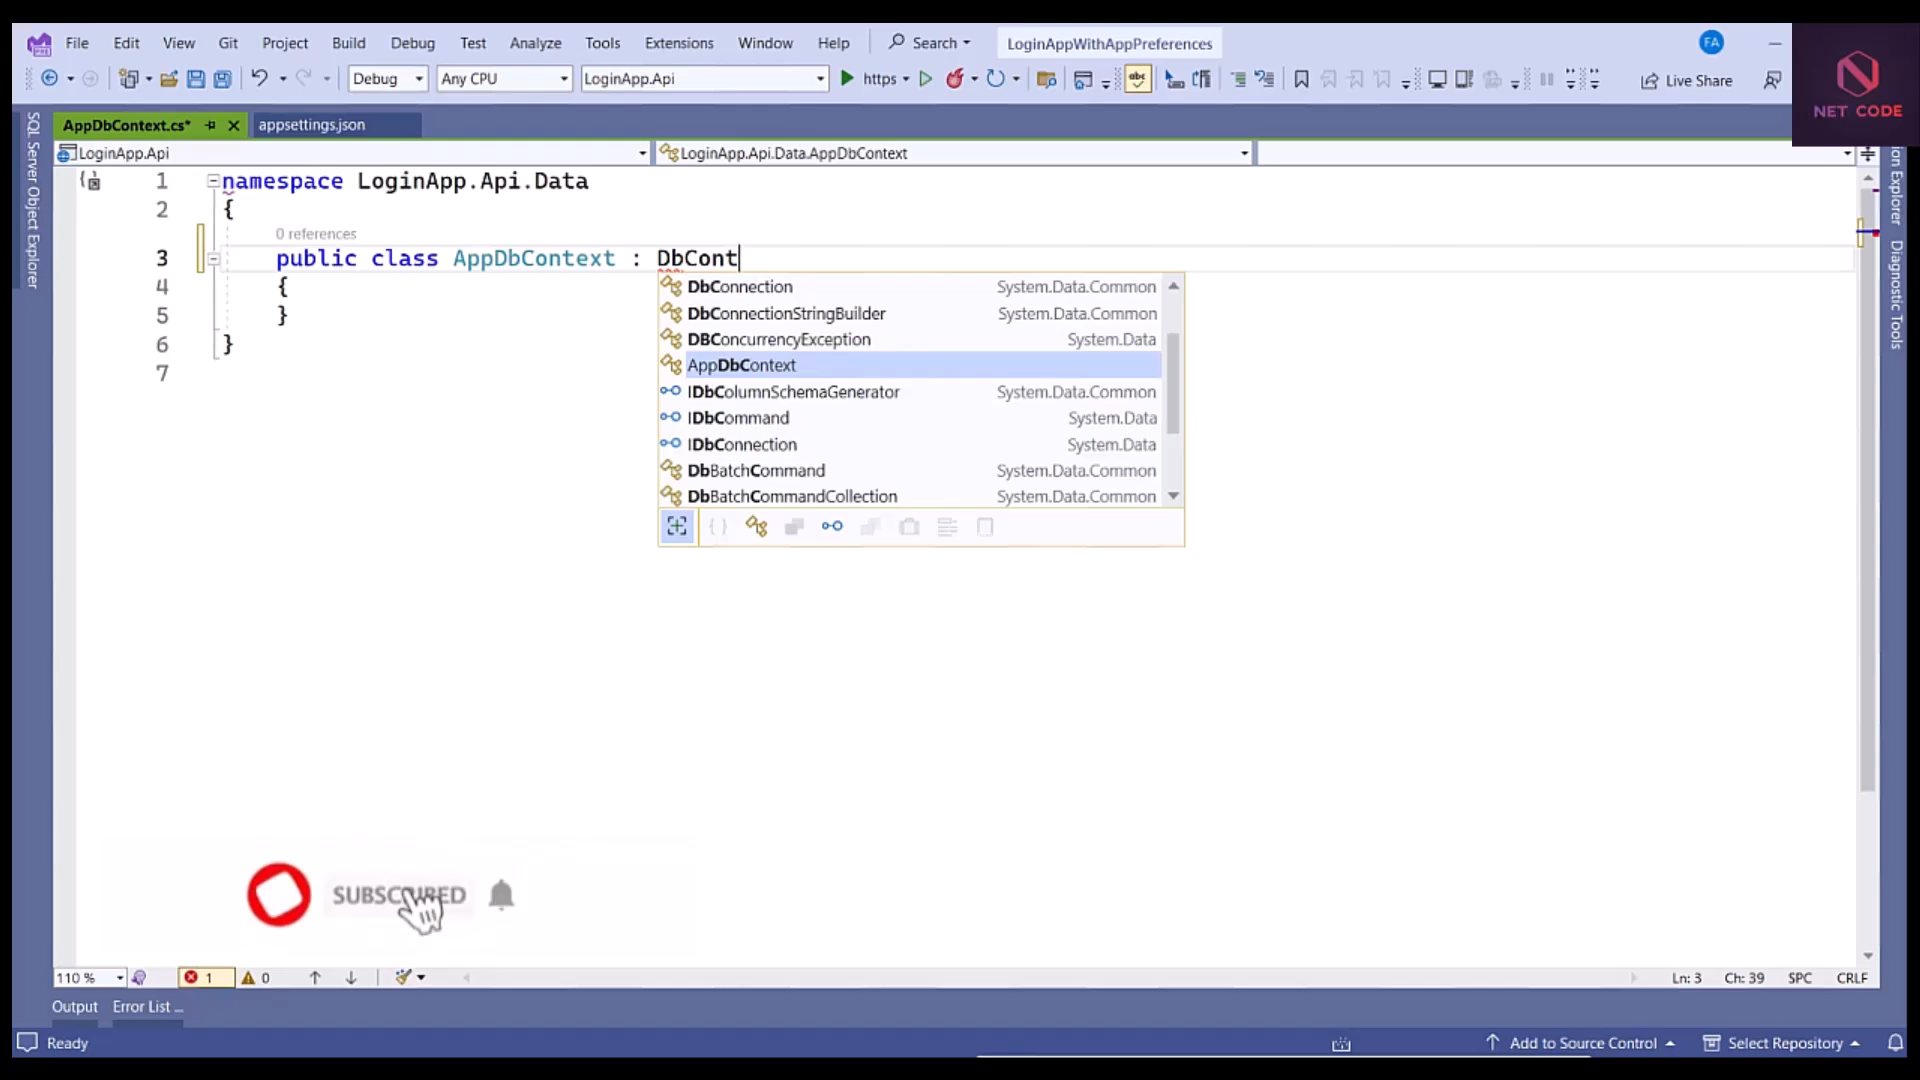 File Edit View Git Project Build Debug Test Analyze Tools Extensions Window Help Search LoginAppWithAppPreferences FA
Debug Any CPU LoginApp.Api https Live Share
NET CODE
AppDbContext.cs* appsettings.json
LoginApp.Api LoginApp.Api.Data.AppDbContext
SQL Server Object Explorer
1 namespace LoginApp.Api.Data
2 {
0 references
3 public class AppDbContext : DbCont
4 {
5 }
6 }
7
DbConnection System.Data.Common
DbConnectionStringBuilder System.Data.Common
DBConcurrencyException System.Data
AppDbContext
IDbColumnSchemaGenerator System.Data.Common
IDbCommand System.Data
IDbConnection System.Data
DbBatchCommand System.Data.Common
DbBatchCommandCollection System.Data.Common
ion Explorer
Diagnostic Tools
SUBSCRIBED
110 % 1 0 Ln: 3 Ch: 39 SPC CRLF
Output Error List ...
Ready Add to Source Control Select Repository